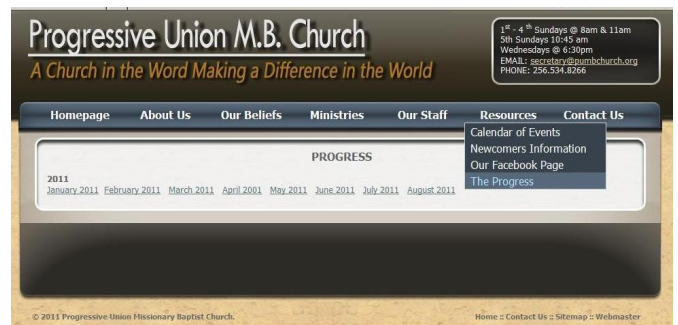 Progressive Union M.B. Church
A Church in the Word Making a Difference in the World
1st - 4 th Sundays @ 8am & 11am
5th Sundays 10:45 am
Wednesdays @ 6:30pm
EMAIL: secretary@pumbchurch.org
PHONE: 256.534.8266
Homepage About Us Our Beliefs Ministries Our Staff Resources Contact Us
Calendar of Events
Newcomers Information
Our Facebook Page
The Progress
PROGRESS
2011
January 2011 February 2011 March 2011 April 2001 May 2011 June 2011 July 2011 August 2011
© 2011 Progressive Union Missionary Baptist Church.
Home :: Contact Us :: Sitemap :: Webmaster